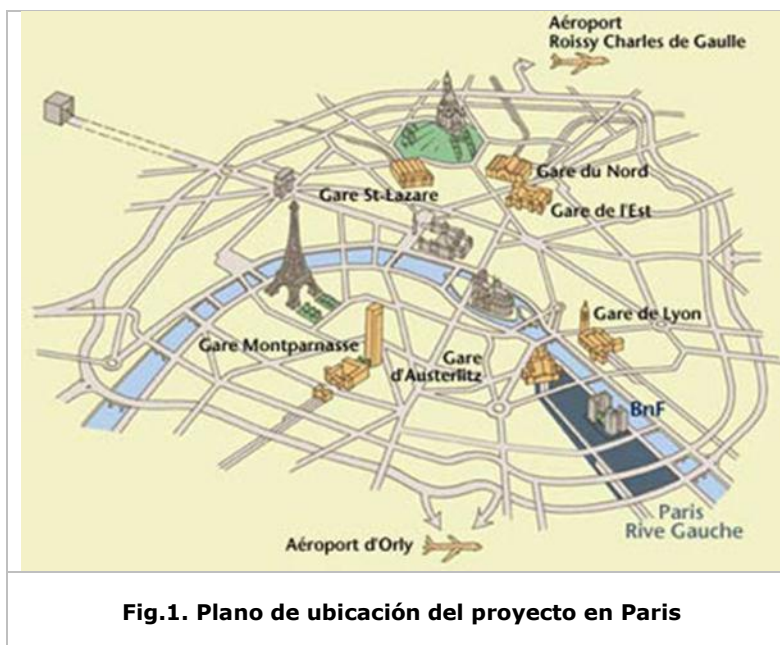 Aéroport
Roissy Charles de Gaulle
Gare du Nord
Gare St-Lazare
Gare de l'Est
Gare de Lyon
Gare Montparnasse
Gare
d'Austerlitz
BnF
Paris
Rive Gauche
Aéroport d'Orly
Fig.1. Plano de ubicación del proyecto en Paris